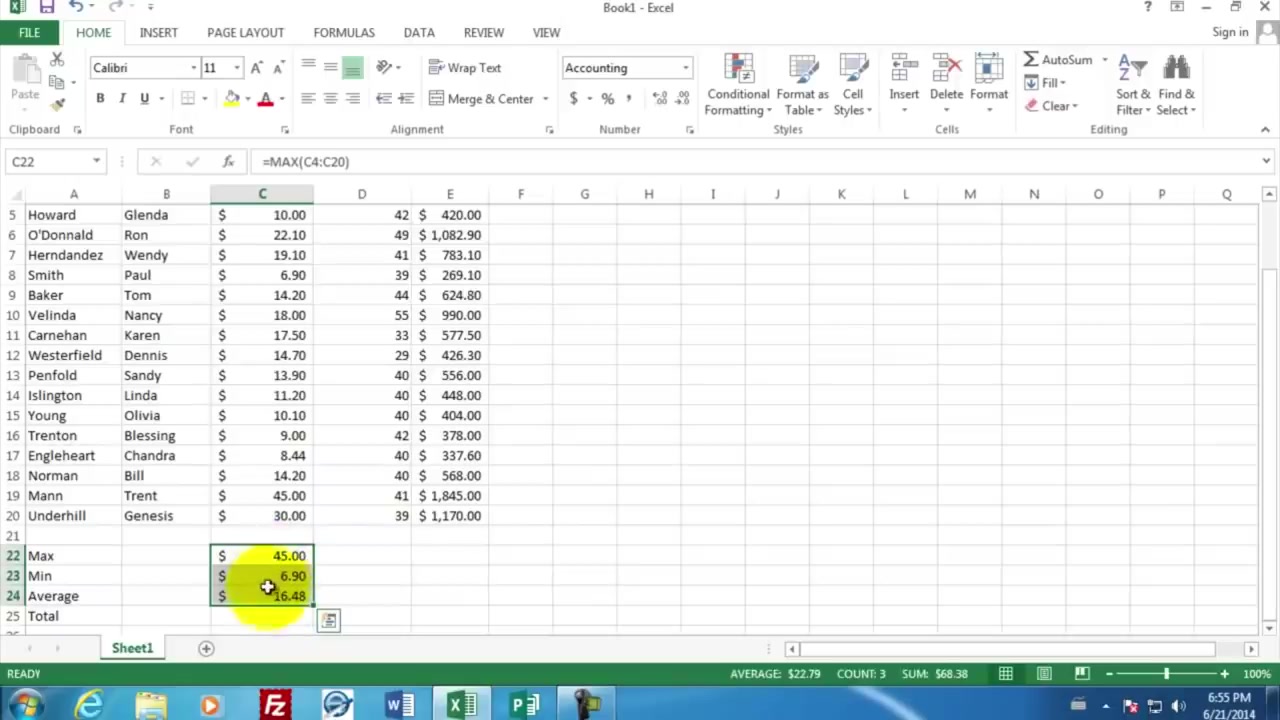 Book1 - Excel
?
FILE HOME INSERT PAGE LAYOUT FORMULAS DATA REVIEW VIEW Sign in
Paste
Calibri 11
B I U
Wrap Text
Merge & Center
Accounting
$ % ,
Conditional Formatting
Format as Table
Cell Styles
Insert Delete Format
AutoSum
Fill
Clear
Sort & Filter
Find & Select
Clipboard Font Alignment Number Styles Cells Editing
C22 fx =MAX(C4:C20)
A B C D E F G H I J K L M N O P Q
5 Howard Glenda $ 10.00 42 $ 420.00
6 O'Donnald Ron $ 22.10 49 $ 1,082.90
7 Herndandez Wendy $ 19.10 41 $ 783.10
8 Smith Paul $ 6.90 39 $ 269.10
9 Baker Tom $ 14.20 44 $ 624.80
10 Velinda Nancy $ 18.00 55 $ 990.00
11 Carnehan Karen $ 17.50 33 $ 577.50
12 Westerfield Dennis $ 14.70 29 $ 426.30
13 Penfold Sandy $ 13.90 40 $ 556.00
14 Islington Linda $ 11.20 40 $ 448.00
15 Young Olivia $ 10.10 40 $ 404.00
16 Trenton Blessing $ 9.00 42 $ 378.00
17 Engleheart Chandra $ 8.44 40 $ 337.60
18 Norman Bill $ 14.20 40 $ 568.00
19 Mann Trent $ 45.00 41 $ 1,845.00
20 Underhill Genesis $ 30.00 39 $ 1,170.00
21
22 Max $ 45.00
23 Min $ 6.90
24 Average $ 16.48
25 Total
Sheet1
READY AVERAGE: $22.79 COUNT: 3 SUM: $68.38 100%
6:55 PM
6/21/2014